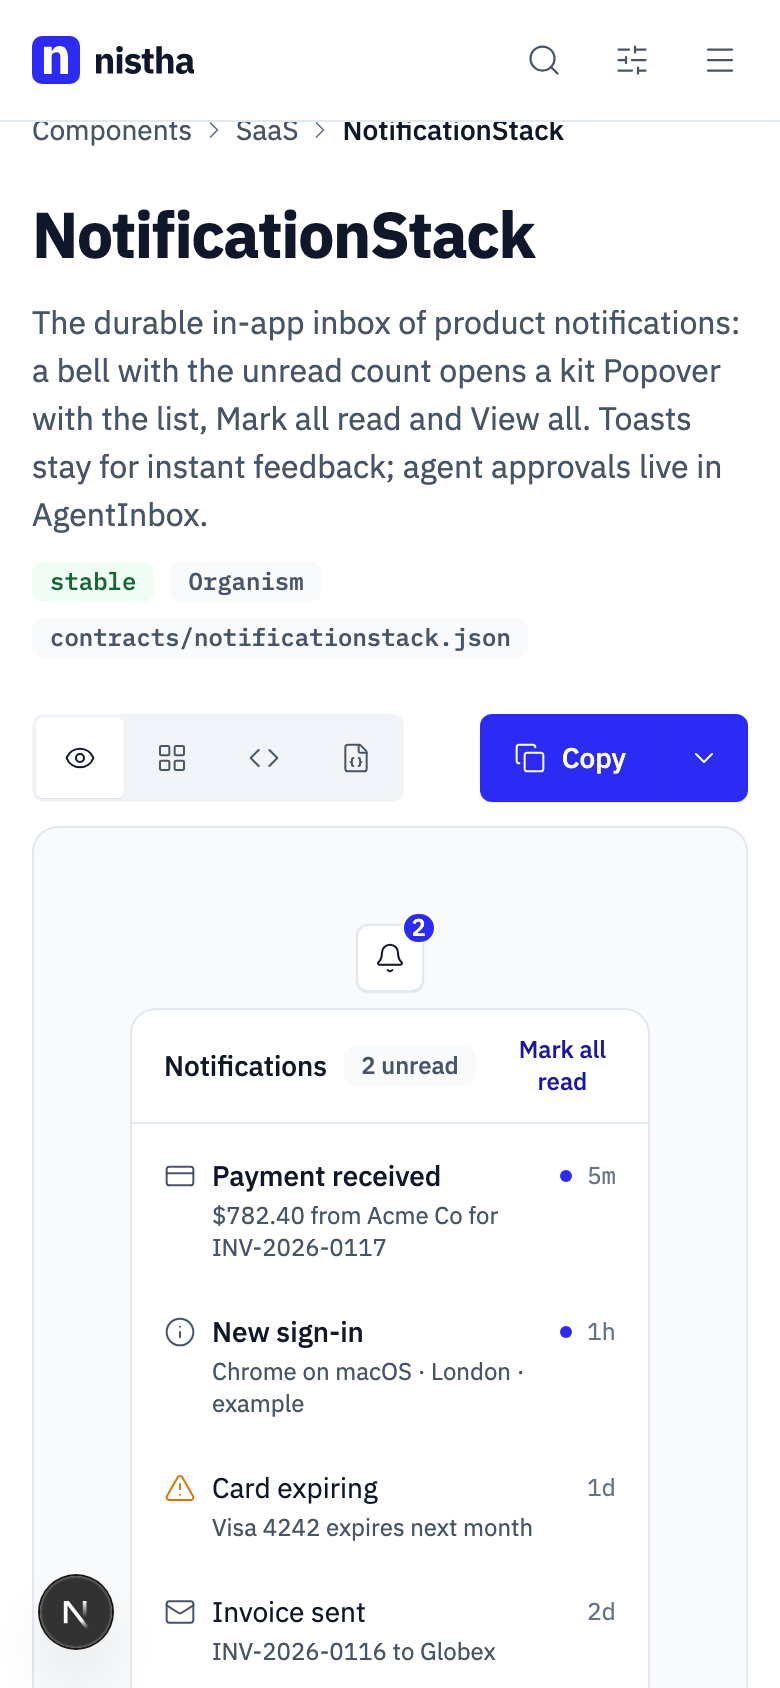 n nistha
Components > SaaS > NotificationStack
NotificationStack
The durable in-app inbox of product notifications:
a bell with the unread count opens a kit Popover
with the list, Mark all read and View all. Toasts
stay for instant feedback; agent approvals live in
AgentInbox.
stable Organism
contracts/notificationstack.json
Copy
2
Notifications 2 unread Mark all
read
Payment received 5m
$782.40 from Acme Co for
INV-2026-0117
New sign-in 1h
Chrome on macOS · London ·
example
Card expiring 1d
Visa 4242 expires next month
N
Invoice sent 2d
INV-2026-0116 to Globex